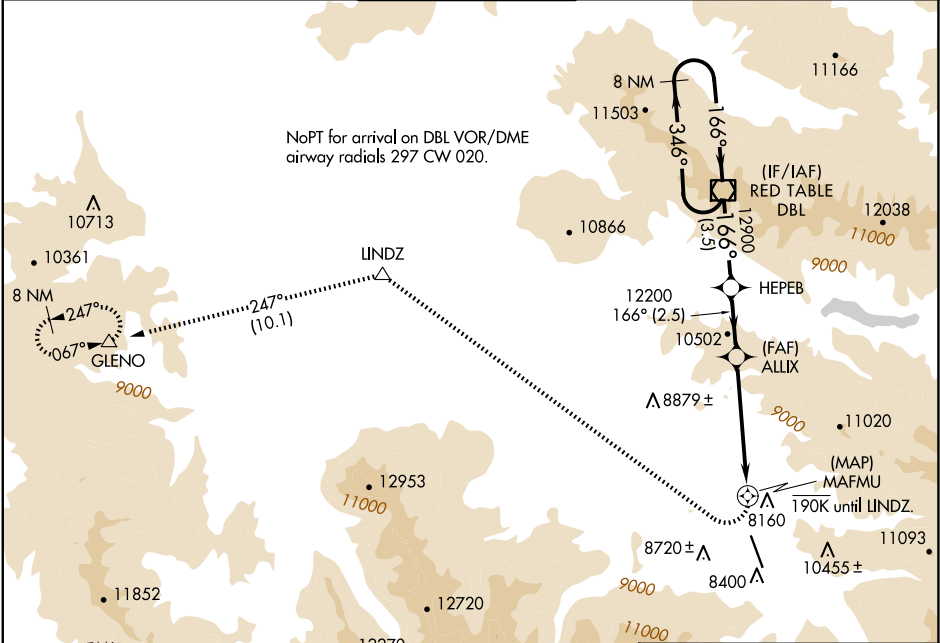 11166
8 NM
11503
NoPT for arrival on DBL VOR/DME
airway radials 297 CW 020.
346°
166°
(IF/IAF)
RED TABLE
DBL
10713
12038
10866
11000
12900
166°
(3.5)
10361
LINDZ
9000
8 NM
247°
247°
(10.1)
HEPEB
12200
166° (2.5)
067°
GLENO
10502
(FAF)
ALLIX
9000
8879 ±
9000
11020
(MAP)
MAFMU
12953
11000
190K until LINDZ.
8160
11093
8720 ±
10455 ±
8400
9000
11852
12720
11000